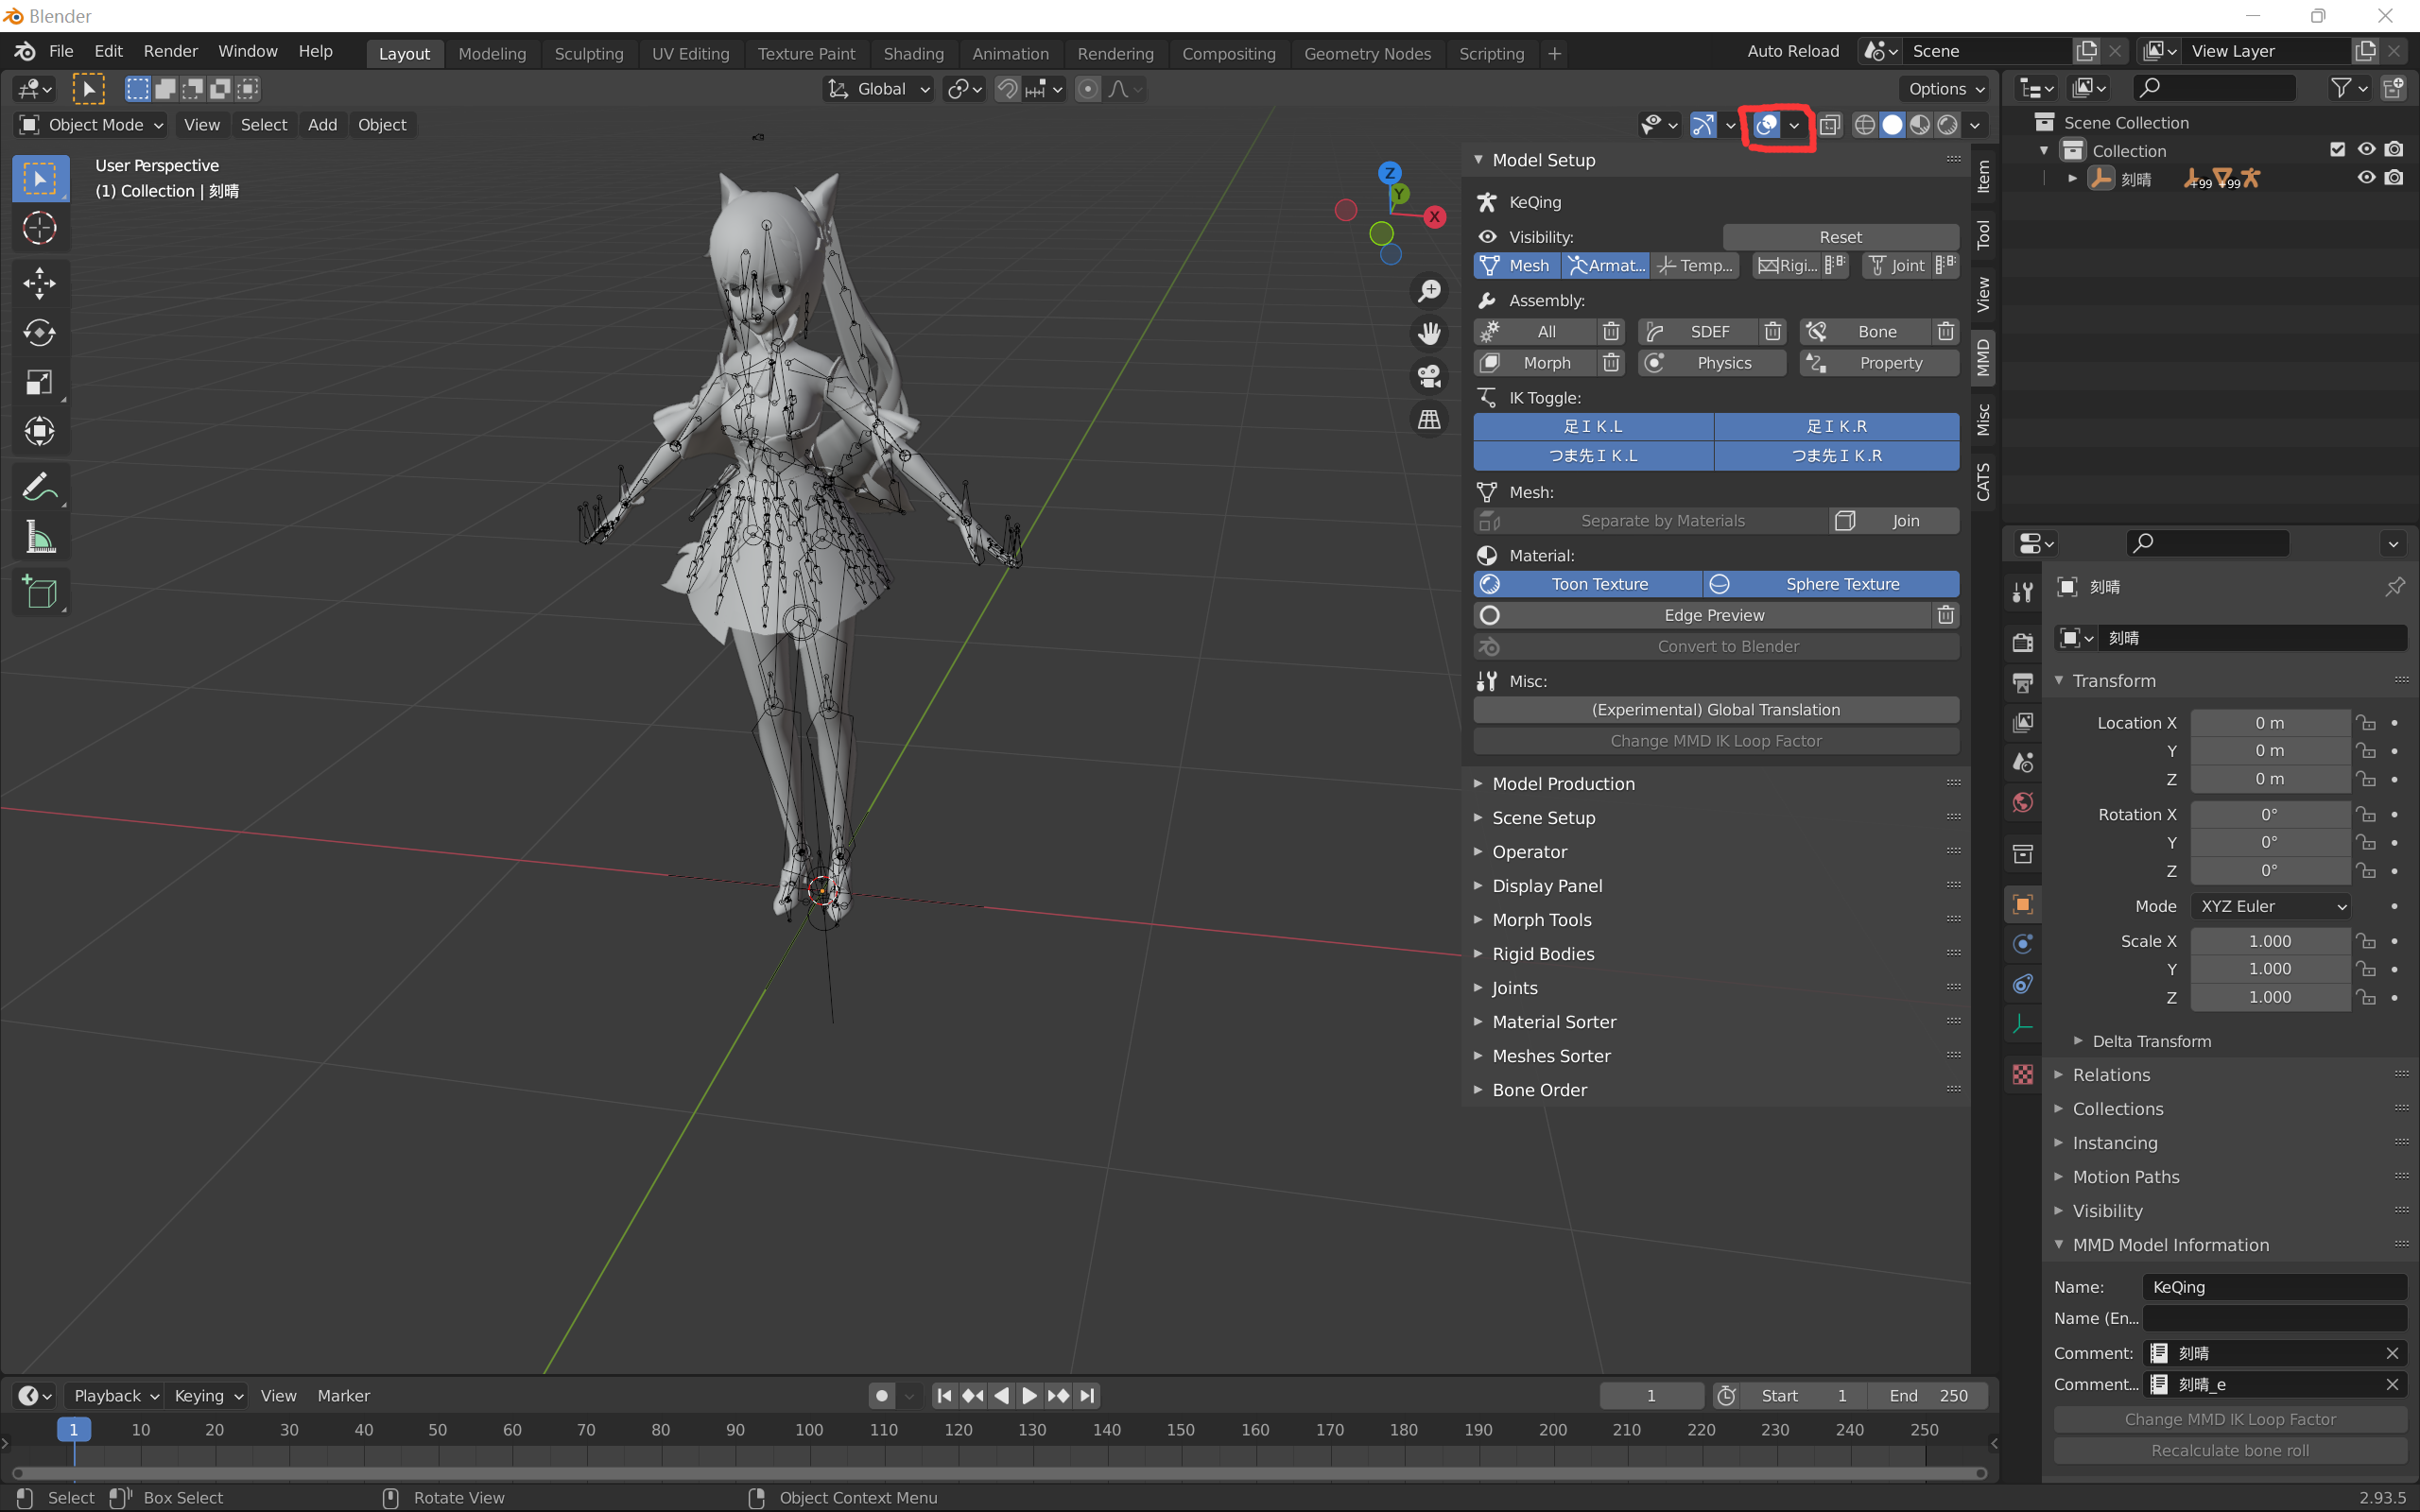 Blender
File Edit Render Window Help Layout Modeling Sculpting UV Editing Texture Paint Shading Animation Rendering Compositing Geometry Nodes Scripting + Auto Reload Scene View Layer
Global Options
Object Mode View Select Add Object
User Perspective
(1) Collection | 刻晴
Z
Y
X
Model Setup
KeQing
Visibility: Reset
Mesh Armat... Temp... Rigi... Joint
Assembly:
All SDEF Bone
Morph Physics Property
IK Toggle:
足ＩＫ.L 足ＩＫ.R
つま先ＩＫ.L つま先ＩＫ.R
Mesh:
Separate by Materials Join
Material:
Toon Texture Sphere Texture
Edge Preview
Convert to Blender
Misc:
(Experimental) Global Translation
Change MMD IK Loop Factor
Model Production
Scene Setup
Operator
Display Panel
Morph Tools
Rigid Bodies
Joints
Material Sorter
Meshes Sorter
Bone Order
Item
Tool
View
MMD
Misc
CATS
Scene Collection
Collection
刻晴 +99 +99
刻晴
刻晴
Transform
Location X 0 m
Y 0 m
Z 0 m
Rotation X 0°
Y 0°
Z 0°
Mode XYZ Euler
Scale X 1.000
Y 1.000
Z 1.000
Delta Transform
Relations
Collections
Instancing
Motion Paths
Visibility
MMD Model Information
Name: KeQing
Name (En...
Comment: 刻晴
Comment... 刻晴_e
Change MMD IK Loop Factor
Recalculate bone roll
Playback Keying View Marker 1 Start 1 End 250
1 10 20 30 40 50 60 70 80 90 100 110 120 130 140 150 160 170 180 190 200 210 220 230 240 250
Select Box Select Rotate View Object Context Menu 2.93.5